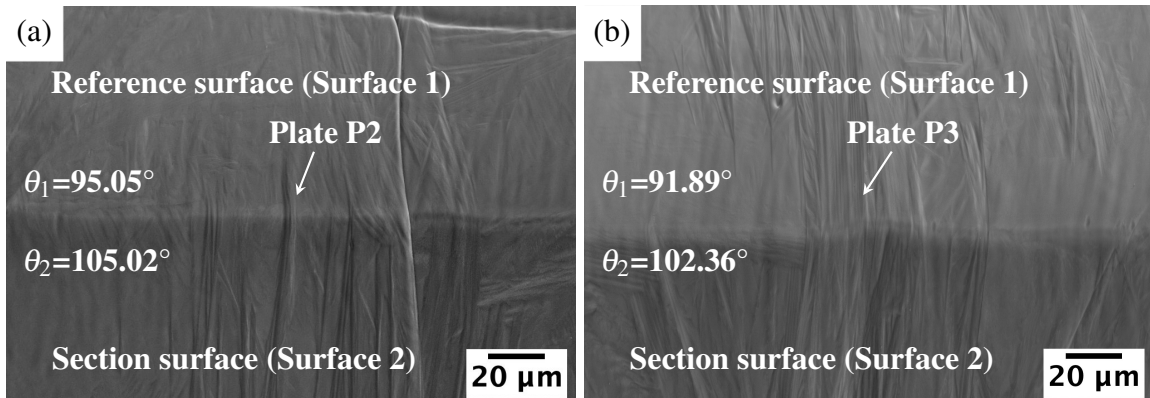 (a)
Reference surface (Surface 1)
Plate P2
θ₁=95.05°
θ₂=105.02°
Section surface (Surface 2)
20 µm
(b)
Reference surface (Surface 1)
Plate P3
θ₁=91.89°
θ₂=102.36°
Section surface (Surface 2)
20 µm